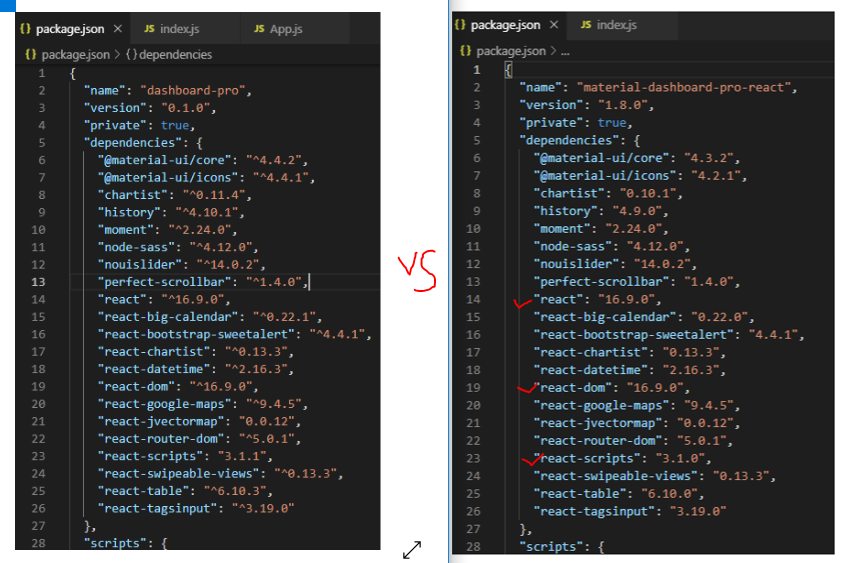 {} package.json × JS index.js JS App.js
{} package.json > {} dependencies
1 {
2 "name": "dashboard-pro",
3 "version": "0.1.0",
4 "private": true,
5 "dependencies": {
6 "@material-ui/core": "^4.4.2",
7 "@material-ui/icons": "^4.4.1",
8 "chartist": "^0.11.4",
9 "history": "^4.10.1",
10 "moment": "^2.24.0",
11 "node-sass": "^4.12.0",
12 "nouislider": "^14.0.2",
13 "perfect-scrollbar": "^1.4.0",
14 "react": "^16.9.0",
15 "react-big-calendar": "^0.22.1",
16 "react-bootstrap-sweetalert": "^4.4.1",
17 "react-chartist": "^0.13.3",
18 "react-datetime": "^2.16.3",
19 "react-dom": "^16.9.0",
20 "react-google-maps": "^9.4.5",
21 "react-jvectormap": "0.0.12",
22 "react-router-dom": "^5.0.1",
23 "react-scripts": "3.1.1",
24 "react-swipeable-views": "^0.13.3",
25 "react-table": "^6.10.3",
26 "react-tagsinput": "^3.19.0"
27 },
28 "scripts": {
VS
{} package.json × JS index.js
{} package.json > ...
1 {
2 "name": "material-dashboard-pro-react",
3 "version": "1.8.0",
4 "private": true,
5 "dependencies": {
6 "@material-ui/core": "4.3.2",
7 "@material-ui/icons": "4.2.1",
8 "chartist": "0.10.1",
9 "history": "4.9.0",
10 "moment": "2.24.0",
11 "node-sass": "4.12.0",
12 "nouislider": "14.0.2",
13 "perfect-scrollbar": "1.4.0",
14 "react": "16.9.0",
15 "react-big-calendar": "0.22.0",
16 "react-bootstrap-sweetalert": "4.4.1",
17 "react-chartist": "0.13.3",
18 "react-datetime": "2.16.3",
19 "react-dom": "16.9.0",
20 "react-google-maps": "9.4.5",
21 "react-jvectormap": "0.0.12",
22 "react-router-dom": "5.0.1",
23 "react-scripts": "3.1.0",
24 "react-swipeable-views": "0.13.3",
25 "react-table": "6.10.0",
26 "react-tagsinput": "3.19.0"
27 },
28 "scripts": {